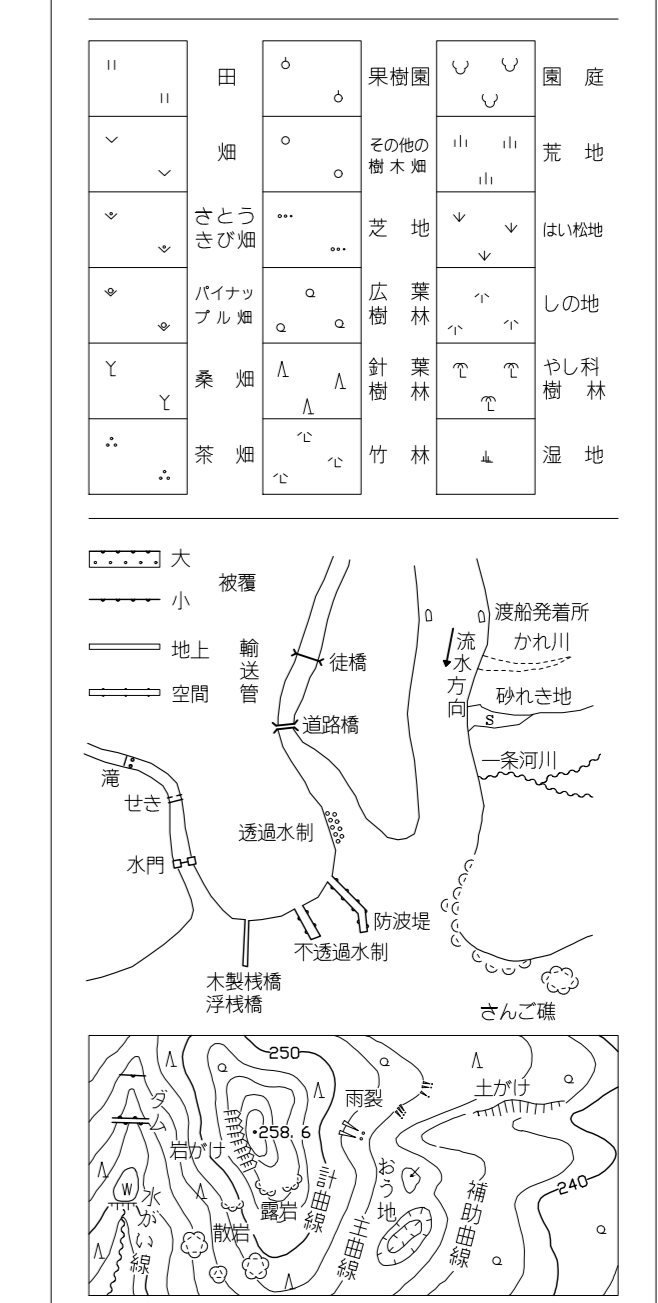 田
果樹園
園庭
畑
その他の
樹木畑
荒地
さとう
きび畑
芝地
はい松地
パイナッ
プル畑
広葉
樹林
しの地
桑畑
針葉
樹林
やし科
樹林
茶畑
竹林
湿地
大
小
被覆
地上
空間
輸送管
徒橋
道路橋
渡船発着所
流水方向
かれ川
砂れき地
S
一条河川
滝
せき
水門
透過水制
防波堤
不透過水制
木製桟橋
浮桟橋
さんご礁
250
ダム
雨裂
土がけ
岩がけ
258.6
計曲線
おう地
補助曲線
240
W
水がい線
露岩
散岩
主曲線